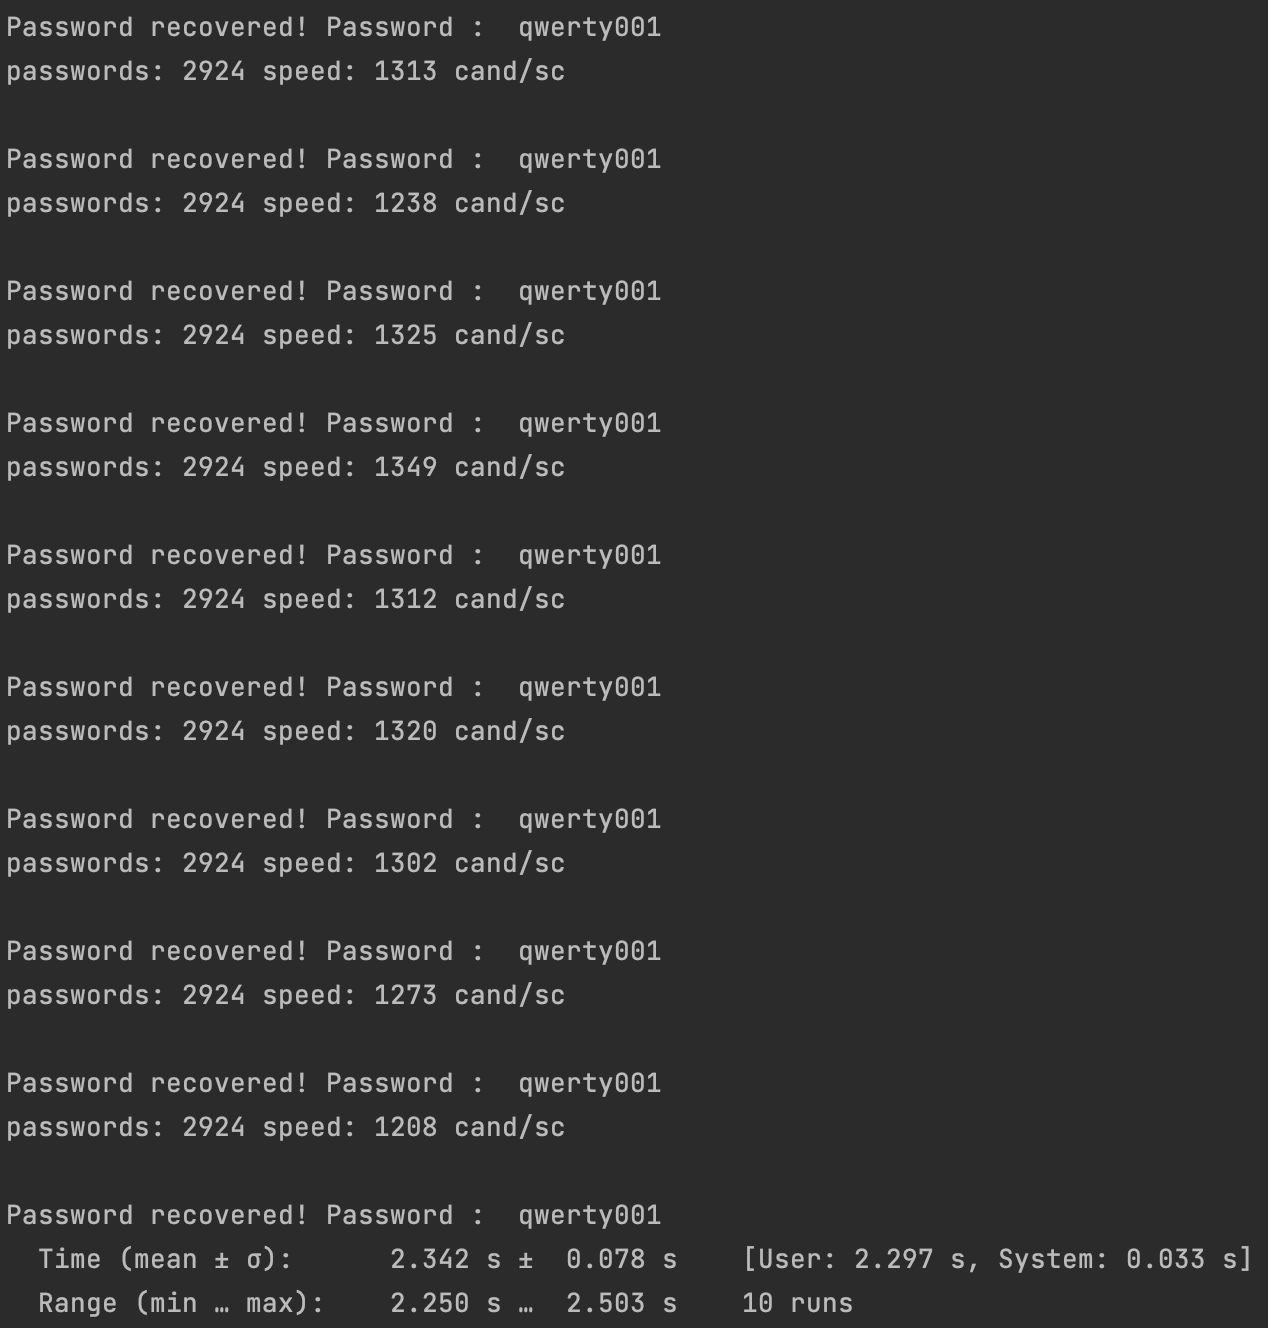 Password recovered! Password :  qwerty001
passwords: 2924 speed: 1313 cand/sc
Password recovered! Password :  qwerty001
passwords: 2924 speed: 1238 cand/sc
Password recovered! Password :  qwerty001
passwords: 2924 speed: 1325 cand/sc
Password recovered! Password :  qwerty001
passwords: 2924 speed: 1349 cand/sc
Password recovered! Password :  qwerty001
passwords: 2924 speed: 1312 cand/sc
Password recovered! Password :  qwerty001
passwords: 2924 speed: 1320 cand/sc
Password recovered! Password :  qwerty001
passwords: 2924 speed: 1302 cand/sc
Password recovered! Password :  qwerty001
passwords: 2924 speed: 1273 cand/sc
Password recovered! Password :  qwerty001
passwords: 2924 speed: 1208 cand/sc
Password recovered! Password :  qwerty001
  Time (mean ± σ):      2.342 s ±  0.078 s    [User: 2.297 s, System: 0.033 s]
  Range (min … max):    2.250 s …  2.503 s    10 runs